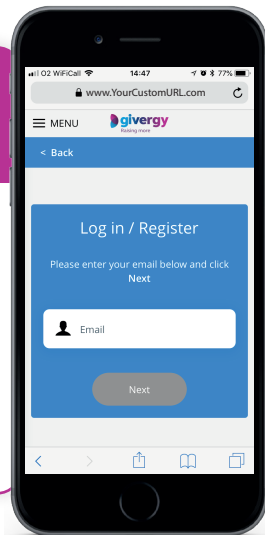 O2 WiFiCall 14:47 77%
www.YourCustomURL.com
MENU givergy
Raising more
< Back
Log in / Register
Please enter your email below and click
Next
Email
Next